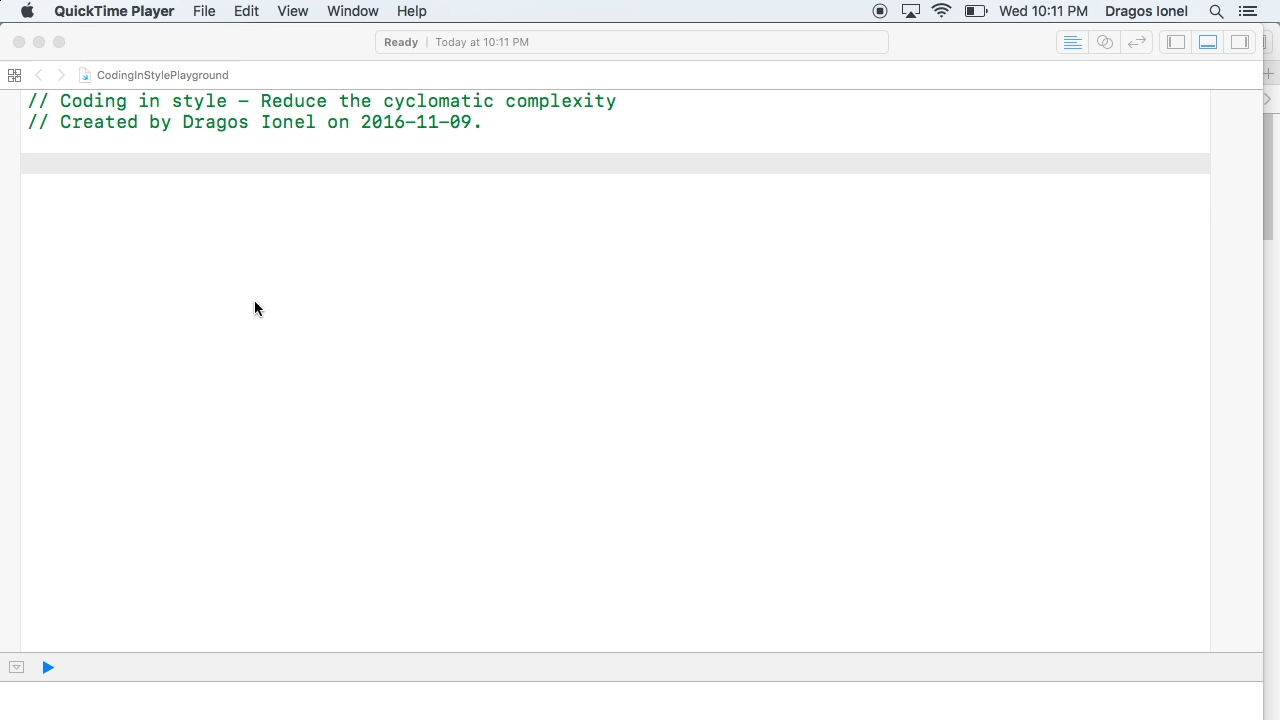 QuickTime Player File Edit View Window Help Wed 10:11 PM Dragos Ionel
Ready | Today at 10:11 PM
CodingInStylePlayground
// Coding in style – Reduce the cyclomatic complexity
// Created by Dragos Ionel on 2016-11-09.